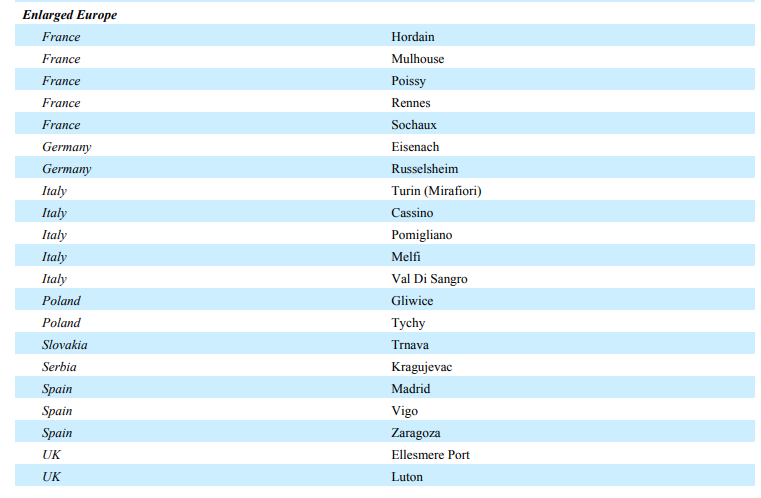 Enlarged Europe
France Hordain
France Mulhouse
France Poissy
France Rennes
France Sochaux
Germany Eisenach
Germany Russelsheim
Italy Turin (Mirafiori)
Italy Cassino
Italy Pomigliano
Italy Melfi
Italy Val Di Sangro
Poland Gliwice
Poland Tychy
Slovakia Trnava
Serbia Kragujevac
Spain Madrid
Spain Vigo
Spain Zaragoza
UK Ellesmere Port
UK Luton